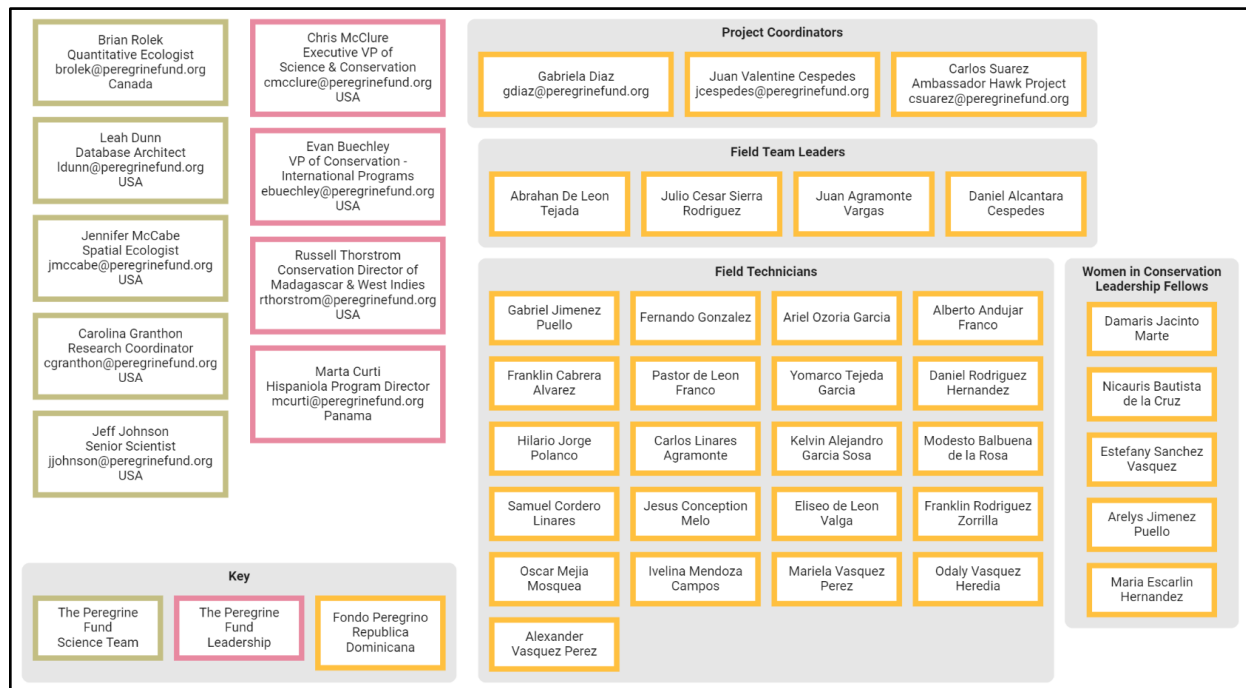 Brian Rolek
Quantitative Ecologist
brolek@peregrinefund.org
Canada
Leah Dunn
Database Architect
ldunn@peregrinefund.org
USA
Jennifer McCabe
Spatial Ecologist
jmccabe@peregrinefund.org
USA
Carolina Granthon
Research Coordinator
cgranthon@peregrinefund.org
USA
Jeff Johnson
Senior Scientist
jjohnson@peregrinefund.org
USA
Chris McClure
Executive VP of
Science & Conservation
cmcclure@peregrinefund.org
USA
Evan Buechley
VP of Conservation -
International Programs
ebuechley@peregrinefund.org
USA
Russell Thorstrom
Conservation Director of
Madagascar & West Indies
rthorstrom@peregrinefund.org
USA
Marta Curti
Hispaniola Program Director
mcurti@peregrinefund.org
Panama
Project Coordinators
Gabriela Diaz
gdiaz@peregrinefund.org
Juan Valentine Cespedes
jcespedes@peregrinefund.org
Carlos Suarez
Ambassador Hawk Project
csuarez@peregrinefund.org
Field Team Leaders
Abrahan De Leon
Tejada
Julio Cesar Sierra
Rodriguez
Juan Agramonte
Vargas
Daniel Alcantara
Cespedes
Field Technicians
Gabriel Jimenez
Puello
Fernando Gonzalez
Ariel Ozoria Garcia
Alberto Andujar
Franco
Franklin Cabrera
Alvarez
Pastor de Leon
Franco
Yomarco Tejeda
Garcia
Daniel Rodriguez
Hernandez
Hilario Jorge
Polanco
Carlos Linares
Agramonte
Kelvin Alejandro
Garcia Sosa
Modesto Balbuena
de la Rosa
Samuel Cordero
Linares
Jesus Conception
Melo
Eliseo de Leon
Valga
Franklin Rodriguez
Zorrilla
Oscar Mejia
Mosquea
Ivelina Mendoza
Campos
Mariela Vasquez
Perez
Odaly Vasquez
Heredia
Alexander
Vasquez Perez
Women in Conservation
Leadership Fellows
Damaris Jacinto
Marte
Nicauris Bautista
de la Cruz
Estefany Sanchez
Vasquez
Arelys Jimenez
Puello
Maria Escarlin
Hernandez
Key
The Peregrine
Fund
Science Team
The Peregrine
Fund
Leadership
Fondo Peregrino
Republica
Dominicana